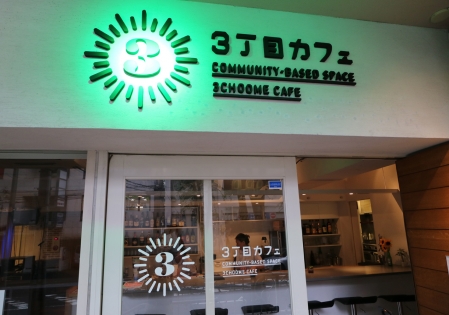 3
3丁目カフェ
COMMUNITY-BASED SPACE
3CHOOME CAFE
3
3丁目カフェ
COMMUNITY-BASED SPACE
3CHOOME CAFE